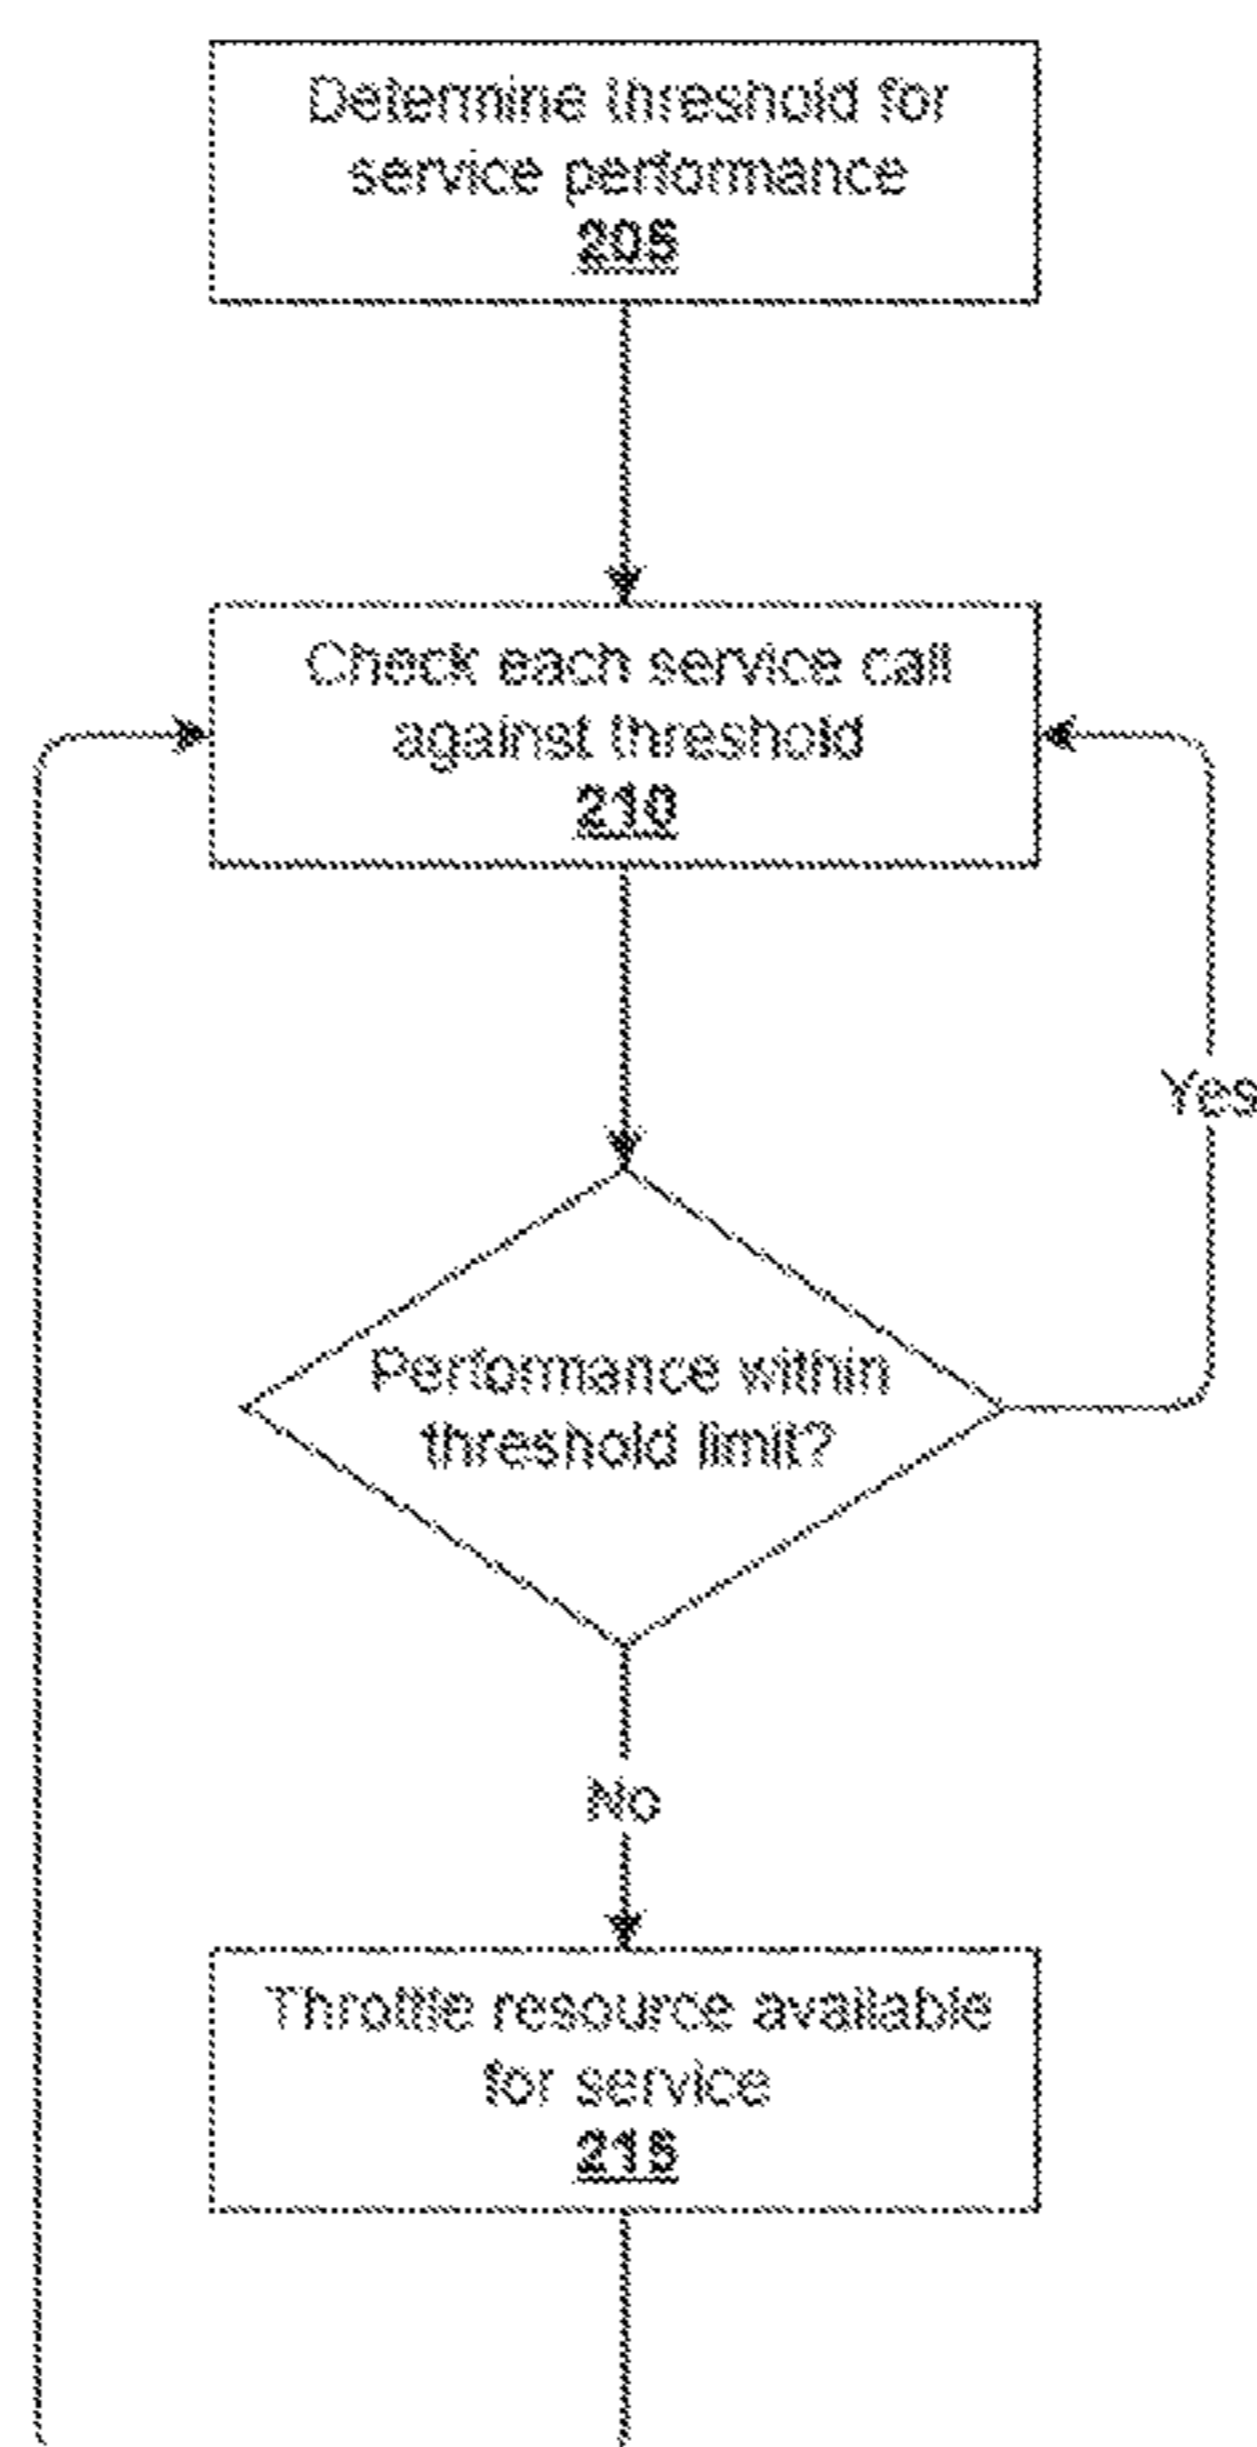 Determine threshold for
service performance
205
Check each service call
against threshold
210
Yes
Performance within
threshold limit?
No
Throttle resource available
for service
215